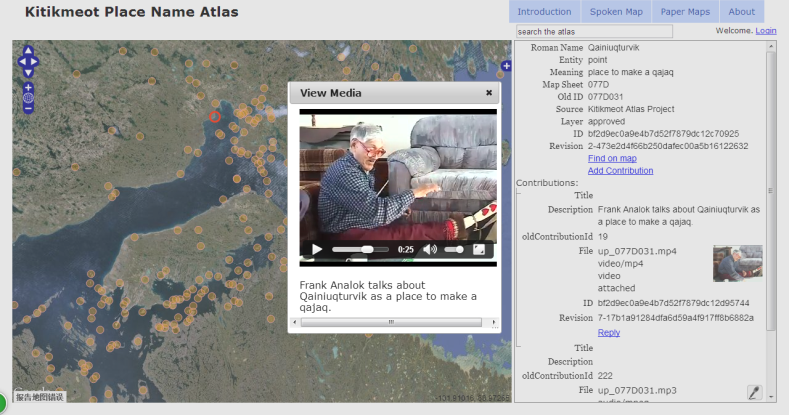 Kitikmeot Place Name Atlas
Introduction
Spoken Map
Paper Maps
About
search the atlas
Welcome. Login
View Media
0:25
Frank Analok talks about
Qainiuqturvik as a place to make a
qajaq.
报告地图错误
Roman Name Qainiuqturvik
Entity point
Meaning place to make a qajaq
Map Sheet 077D
Old ID 077D031
Source Kitikmeot Atlas Project
Layer approved
ID bf2d9ec0a9e4b7d52f7879dc12c70925
Revision 2-473e2d4f66b250dafec00a5b16122632
Find on map
Add Contribution
Contributions:
Title
Description Frank Analok talks about Qainiuqturvik as
a place to make a qajaq.
oldContributionId 19
File up_077D031.mp4
video/mp4
video
attached
ID bf2d9ec0a9e4b7d52f7879dc12d95744
Revision 7-17b1a91284dfa6d59a4f917ff8b6882a
Reply
Title
Description
oldContributionId 222
File up_077D031.mp3
audio/mpeg